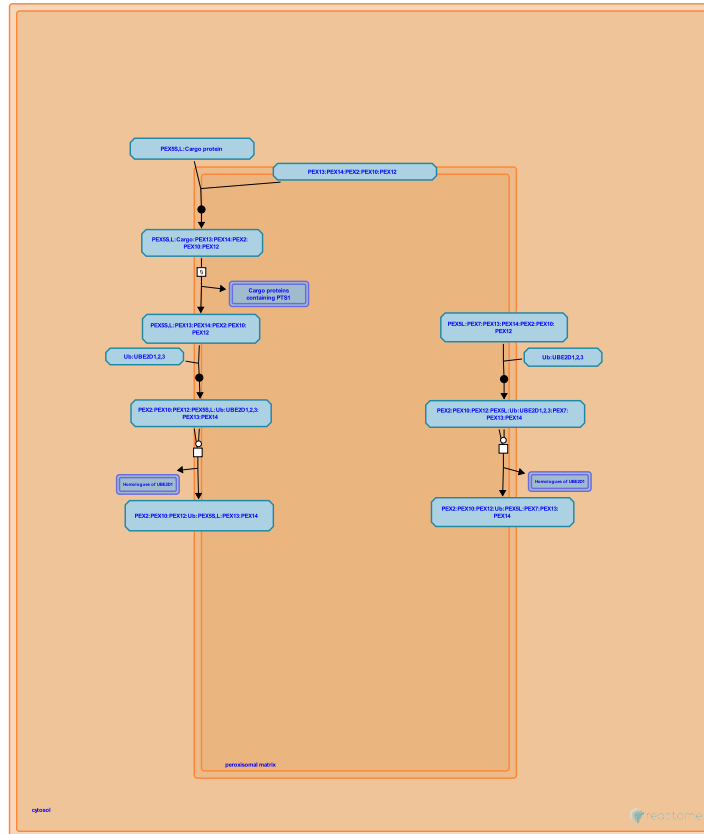 PEX5S,L:Cargo protein
PEX13:PEX14:PEX2:PEX10:PEX12
PEX5S,L:Cargo:PEX13:PEX14:PEX2:
PEX10:PEX12
Cargo proteins
containing PTS1
PEX5S,L:PEX13:PEX14:PEX2:PEX10:
PEX12
PEX5L:PEX7:PEX13:PEX14:PEX2:PEX10:
PEX12
Ub:UBE2D1,2,3
Ub:UBE2D1,2,3
PEX2:PEX10:PEX12:PEX5S,L:Ub:UBE2D1,2,3:
PEX13:PEX14
PEX2:PEX10:PEX12:PEX5L:Ub:UBE2D1,2,3:PEX7:
PEX13:PEX14
Homologues of UBE2D1
Homologues of UBE2D1
PEX2:PEX10:PEX12:Ub:PEX5S,L:PEX13:PEX14
PEX2:PEX10:PEX12:Ub:PEX5L:PEX7:PEX13:
PEX14
peroxisomal matrix
cytosol
reactome